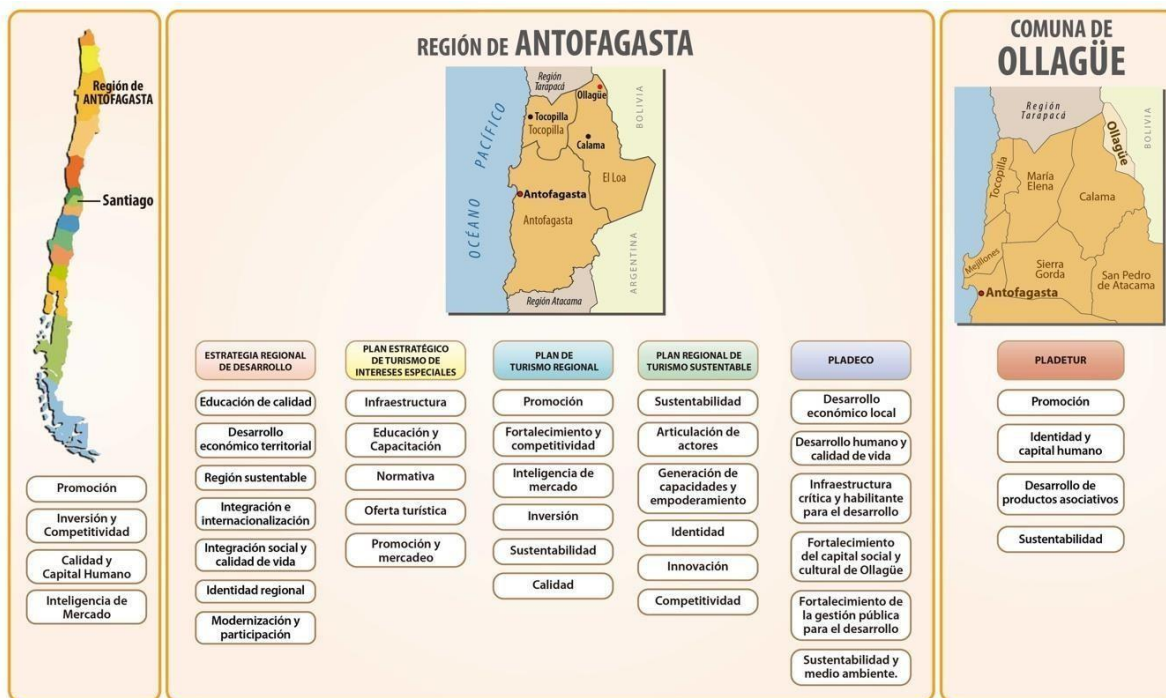 Región de
ANTOFAGASTA
Santiago
Promoción
Inversión y
Competitividad
Calidad y
Capital Humano
Inteligencia de
Mercado
REGIÓN DE ANTOFAGASTA
Región
Tarapacá
Ollagüe
BOLIVIA
Tocopilla
Tocopilla
Calama
OCÉANO PACÍFICO
El Loa
Antofagasta
Antofagasta
ARGENTINA
Región Atacama
ESTRATEGIA REGIONAL
DE DESARROLLO
Educación de calidad
Desarrollo
económico territorial
Región sustentable
Integración e
internacionalización
Integración social y
calidad de vida
Identidad regional
Modernización y
participación
PLAN ESTRATÉGICO
DE TURISMO DE
INTERESES ESPECIALES
Infraestructura
Educación y
Capacitación
Normativa
Oferta turística
Promoción y
mercadeo
PLAN DE
TURISMO REGIONAL
Promoción
Fortalecimiento y
competitividad
Inteligencia de
mercado
Inversión
Sustentabilidad
Calidad
PLAN REGIONAL DE
TURISMO SUSTENTABLE
Sustentabilidad
Articulación de
actores
Generación de
capacidades y
empoderamiento
Identidad
Innovación
Competitividad
PLADECO
Desarrollo
económico local
Desarrollo humano y
calidad de vida
Infraestructura
crítica y habilitante
para el desarrollo
Fortalecimiento
del capital social y
cultural de Ollagüe
Fortalecimiento de
la gestión pública
para el desarrollo
Sustentabilidad y
medio ambiente.
COMUNA DE
OLLAGÜE
Región
Tarapacá
Ollagüe
BOLIVIA
Tocopilla
María
Elena
Calama
Mejillones
Sierra
Gorda
San Pedro
de Atacama
Antofagasta
PLADETUR
Promoción
Identidad y
capital humano
Desarrollo de
productos asociativos
Sustentabilidad